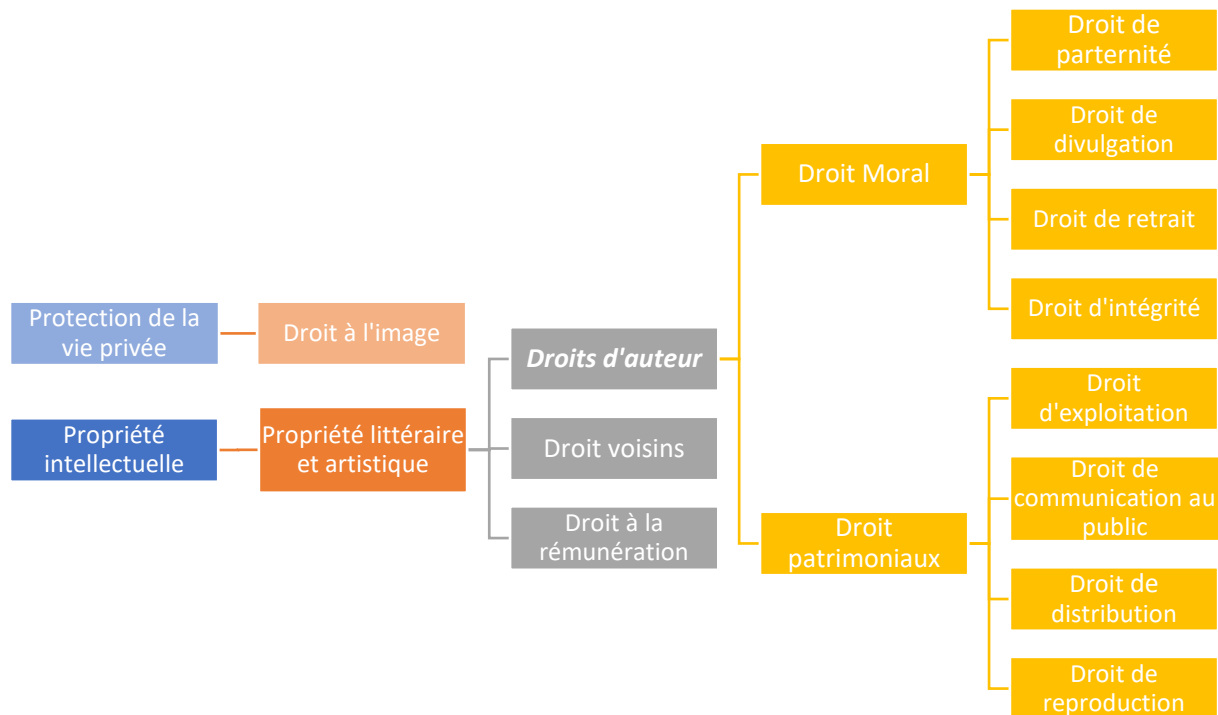 Protection de la
vie privée
Droit à l'image
Propriété
intellectuelle
Propriété littéraire
et artistique
Droits d'auteur
Droit voisins
Droit à la
rémunération
Droit Moral
Droit de
parternité
Droit de
divulgation
Droit de retrait
Droit d'intégrité
Droit
patrimoniaux
Droit
d'exploitation
Droit de
communication au
public
Droit de
distribution
Droit de
reproduction